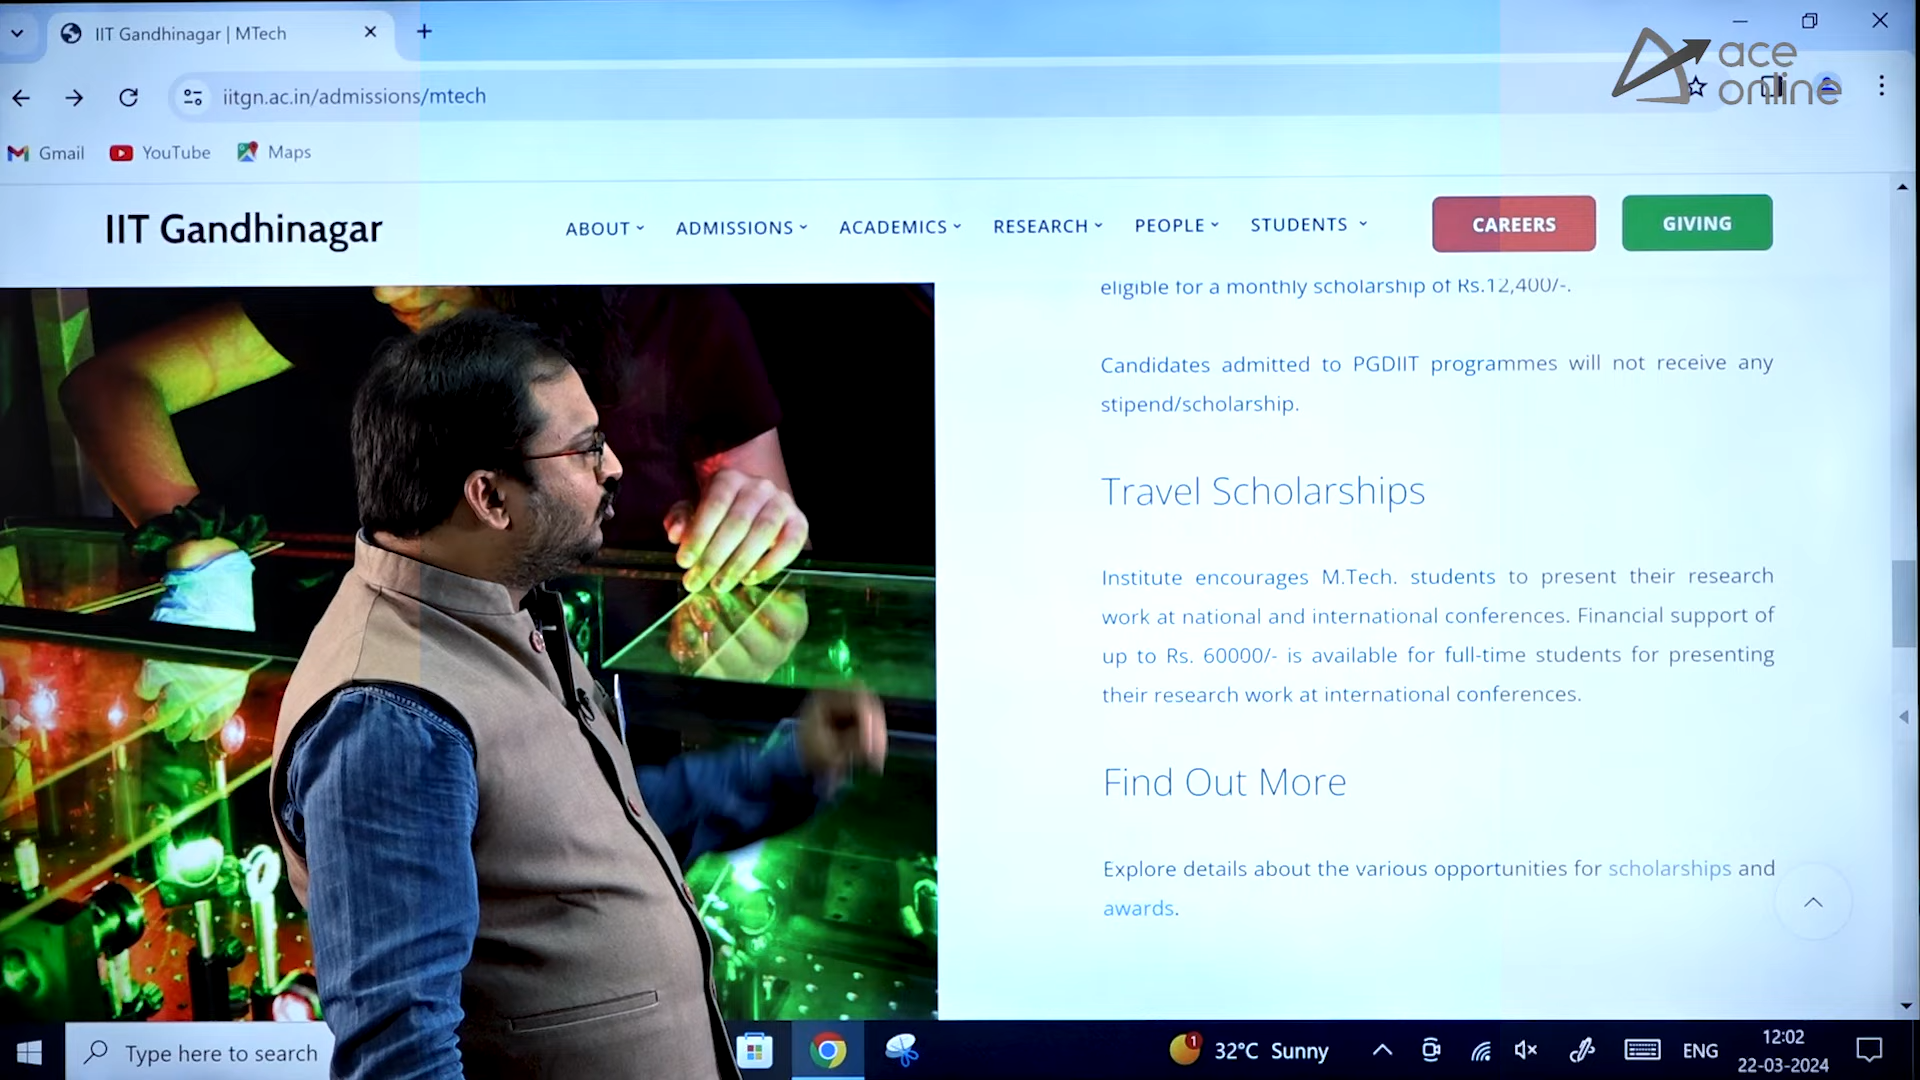 IIT Gandhinagar | MTech
iitgn.ac.in/admissions/mtech
ace
online
Gmail YouTube Maps
IIT Gandhinagar ABOUT ADMISSIONS ACADEMICS RESEARCH PEOPLE STUDENTS CAREERS GIVING
eligible for a monthly scholarship of Rs.12,400/-.
Candidates admitted to PGDIIT programmes will not receive any
stipend/scholarship.
Travel Scholarships
Institute encourages M.Tech. students to present their research
work at national and international conferences. Financial support of
up to Rs. 60000/- is available for full-time students for presenting
their research work at international conferences.
Find Out More
Explore details about the various opportunities for scholarships and
awards.
Type here to search
1
32°C Sunny
ENG
12:02
22-03-2024